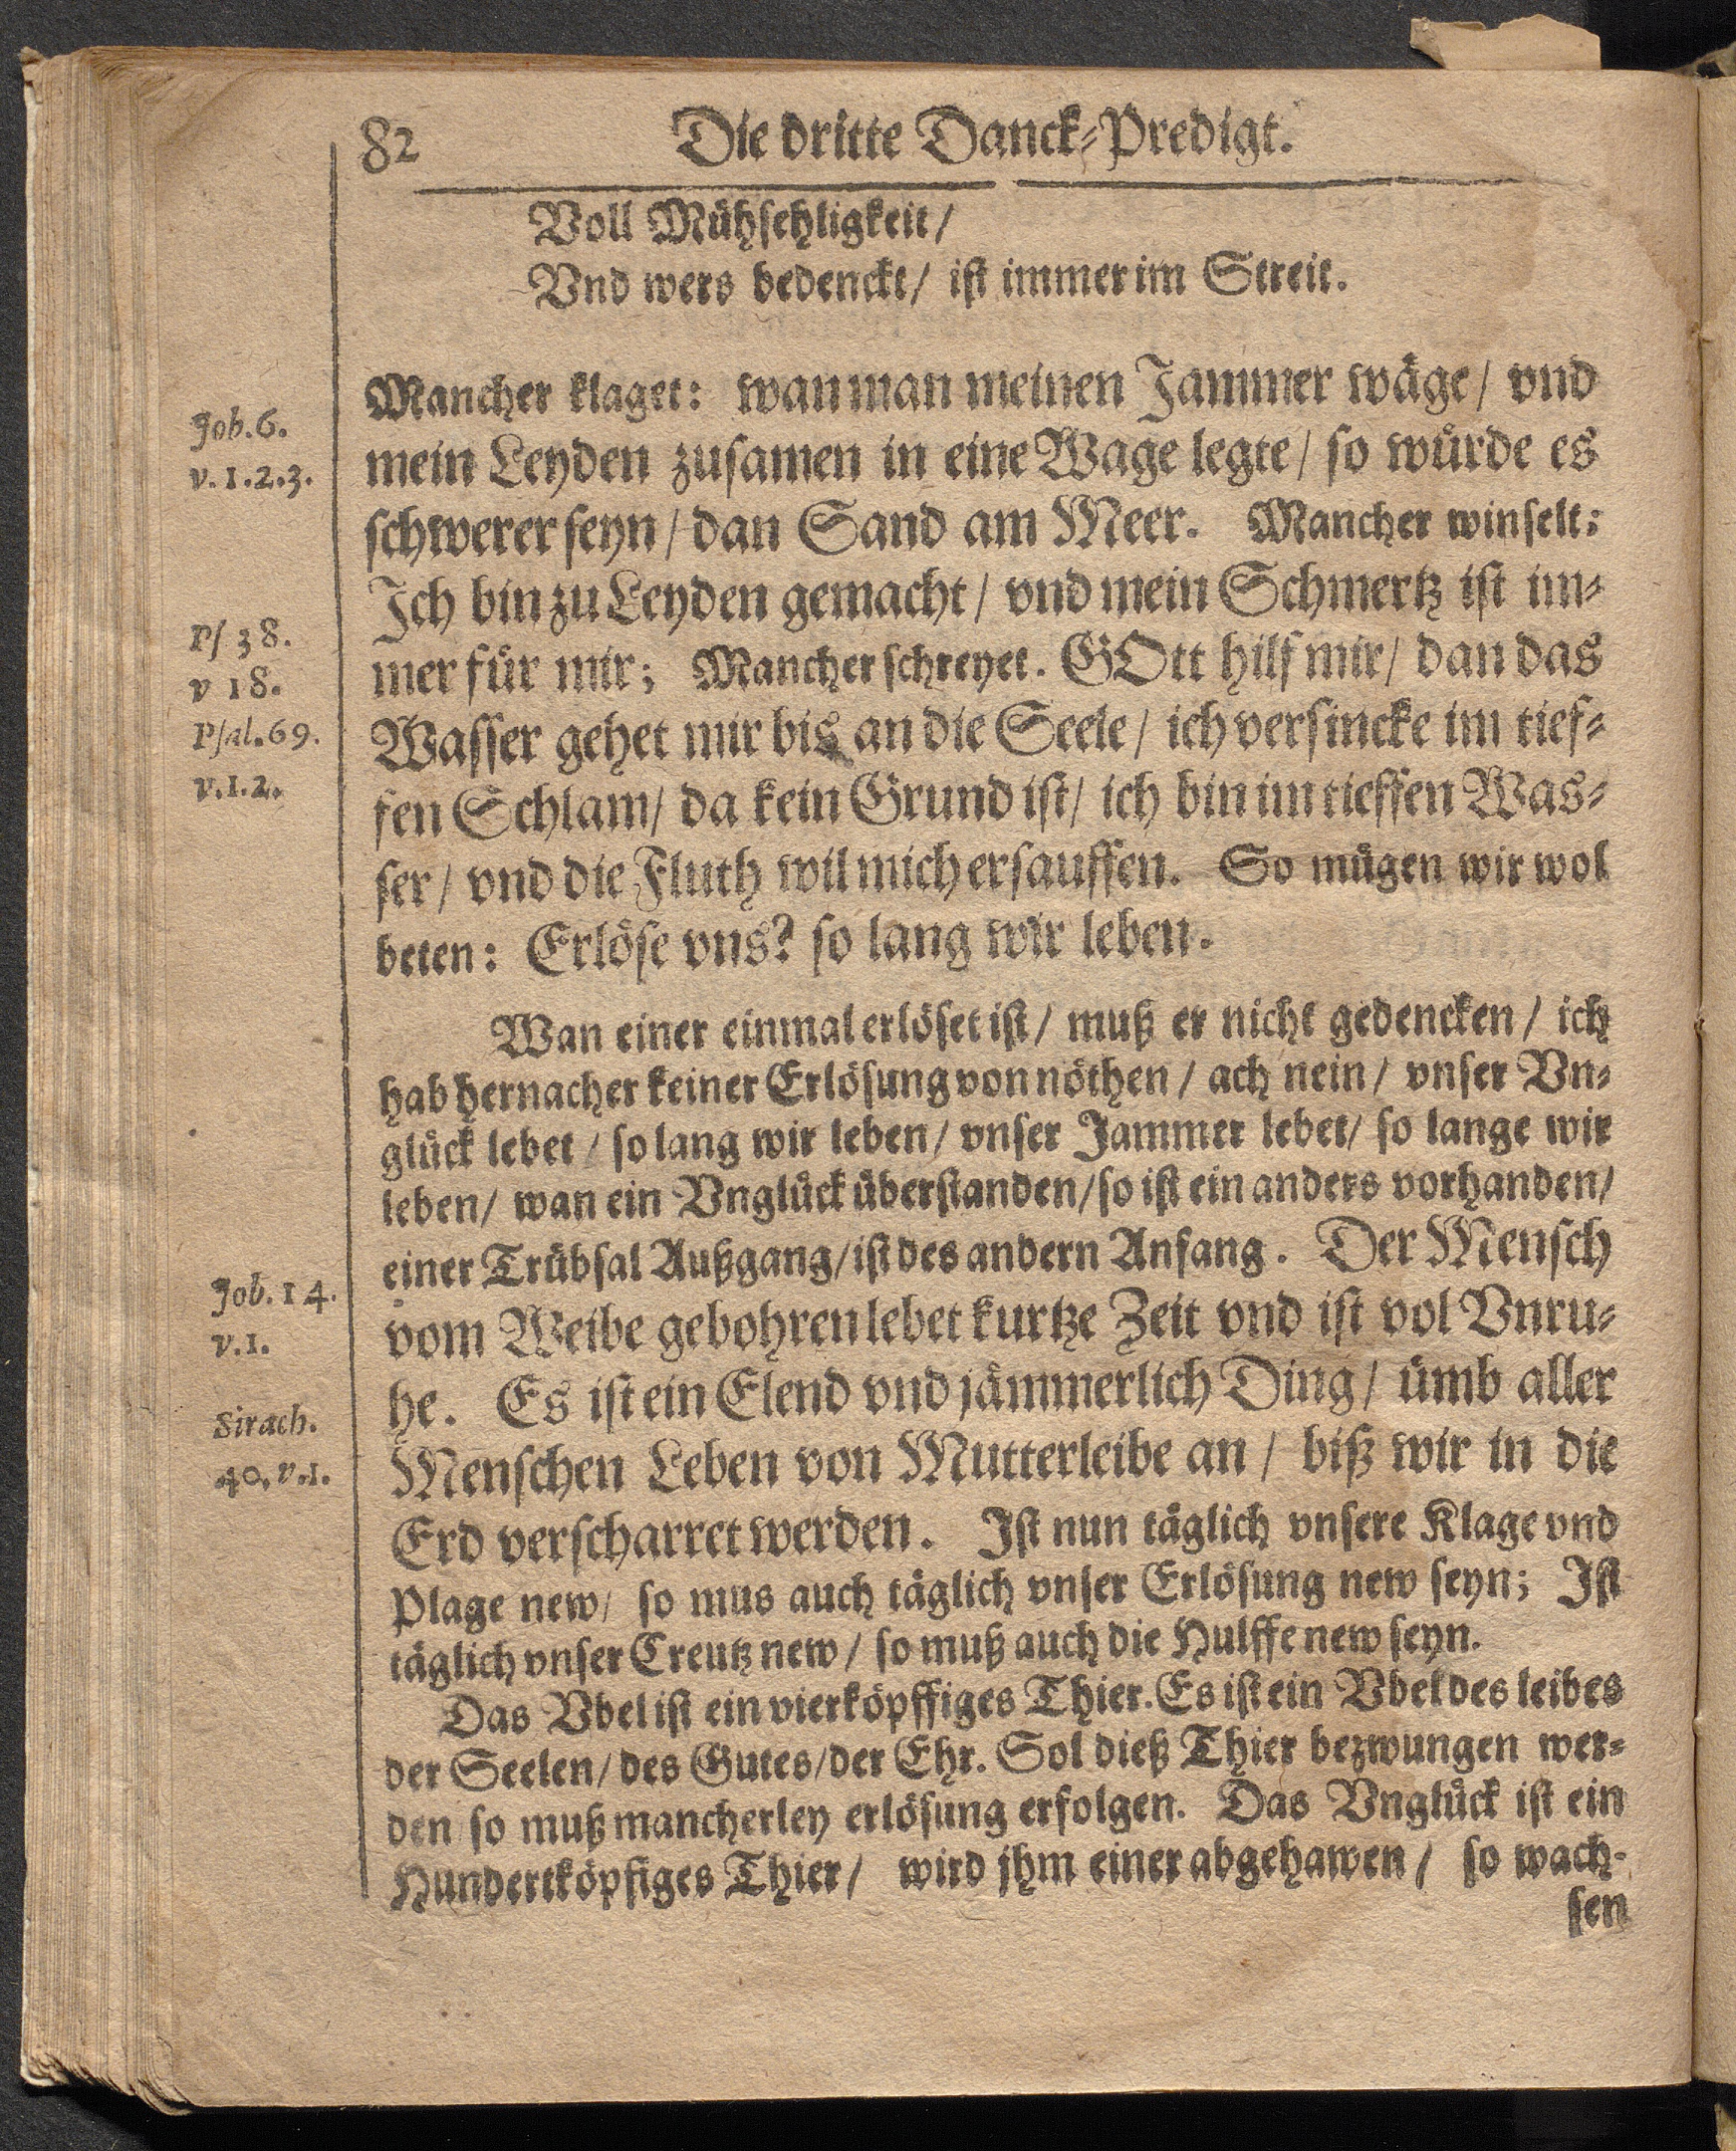 82 Die dritte Danck-Predigt.
Voll Mühsehligkeit/
Vnd wers bedenckt/ ist immer im Streit.
Mancher klaget: wan man meinen Jammer wäge/ vnd
Job. 6.
mein Leyden zusamen in eine Wage legte/ so würde es
v. 1.2.3.
schwerer seyn/ dan Sand am Meer. Mancher winselt:
Ich bin zu Leyden gemacht/ vnd mein Schmertz ist im-
Ps 38.
mer für mir; Mancher schreyet. GOtt hilf mir/ dan das
v 18.
Wasser gehet mir bis an die Seele/ ich versincke im tief-
Psal. 69.
fen Schlam/ da kein Grund ist/ ich bin im tieffen Was-
v. 1.2.
ser/ vnd die Fluth wil mich ersauffen. So mügen wir wol
beten: Erlöse vns? so lang wir leben.
Wan einer einmal erlöset ist/ muß er nicht gedencken/ ich
hab hernacher keiner Erlösung von nöthen/ ach nein/ vnser Vn-
glück lebet/ so lang wir leben/ vnser Jammer lebet/ so lange wir
leben/ wan ein Vnglück überstanden/ so ist ein anders vorhanden/
einer Trübsal Außgang/ ist des andern Anfang. Der Mensch
Job. 14.
vom Weibe gebohren lebet kurtze Zeit vnd ist vol Vnru-
v. 1.
he. Es ist ein Elend vnd jämmerlich Ding/ ümb aller
Sirach.
Menschen Leben von Mutterleibe an/ biß wir in die
40. v. 1.
Erd verscharret werden. Ist nun täglich vnsere Klage vnd
Plage new/ so mus auch täglich vnser Erlösung new seyn; Ist
täglich vnser Creutz new/ so muß auch die Hulffe new seyn.
Das Vbel ist ein vierköpffiges Thier. Es ist ein Vbel des leibes
der Seelen/ des Gutes/ der Ehr. Sol dieß Thier bezwungen wer-
den so muß mancherley erlösung erfolgen. Das Vnglück ist ein
Hundertköpfiges Thier/ wird jhm einer abgehawen/ so wach-
sen